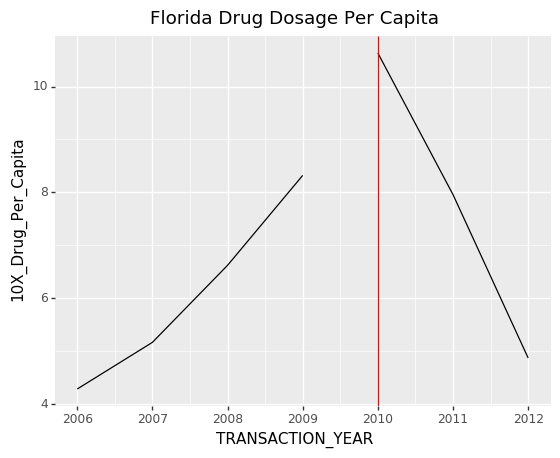 Florida Drug Dosage Per Capita
10X_Drug_Per_Capita
10
8
6
4
2006 2007 2008 2009 2010 2011 2012
TRANSACTION_YEAR